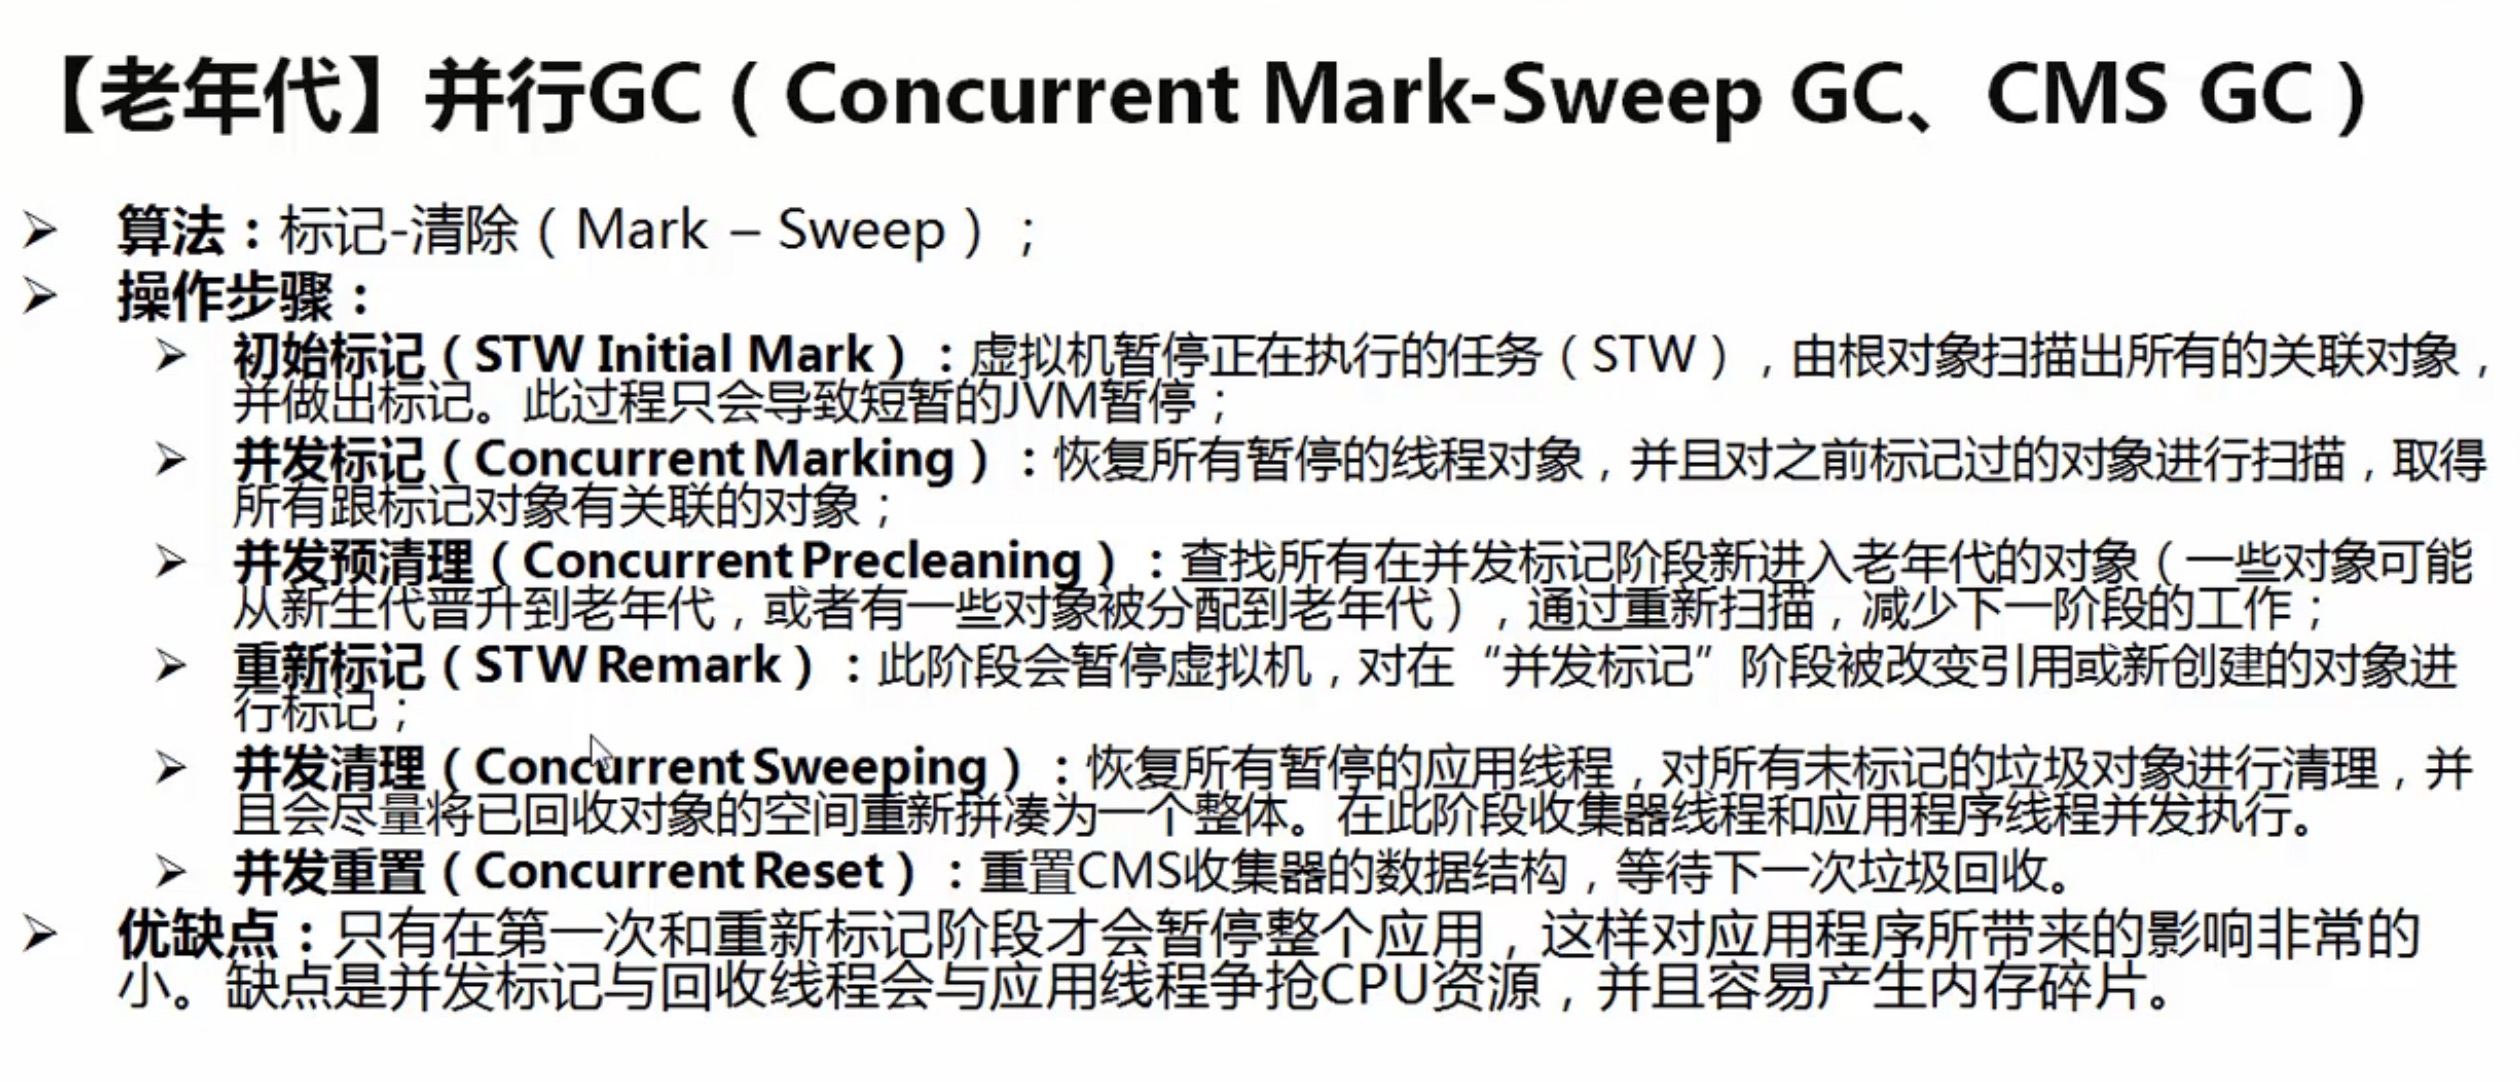 【老年代】并行GC（Concurrent Mark-Sweep GC、CMS GC）
算法：标记-清除（Mark – Sweep）；
操作步骤：
初始标记（STW Initial Mark）：虚拟机暂停正在执行的任务（STW），由根对象扫描出所有的关联对象，
并做出标记。此过程只会导致短暂的JVM暂停；
并发标记（Concurrent Marking）：恢复所有暂停的线程对象，并且对之前标记过的对象进行扫描，取得
所有跟标记对象有关联的对象；
并发预清理（Concurrent Precleaning）：查找所有在并发标记阶段新进入老年代的对象（一些对象可能
从新生代晋升到老年代，或者有一些对象被分配到老年代），通过重新扫描，减少下一阶段的工作；
重新标记（STW Remark）：此阶段会暂停虚拟机，对在“并发标记”阶段被改变引用或新创建的对象进
行标记；
并发清理（Concurrent Sweeping）：恢复所有暂停的应用线程，对所有未标记的垃圾对象进行清理，并
且会尽量将已回收对象的空间重新拼凑为一个整体。在此阶段收集器线程和应用程序线程并发执行。
并发重置（Concurrent Reset）：重置CMS收集器的数据结构，等待下一次垃圾回收。
优缺点：只有在第一次和重新标记阶段才会暂停整个应用，这样对应用程序所带来的影响非常的
小。缺点是并发标记与回收线程会与应用线程争抢CPU资源，并且容易产生内存碎片。